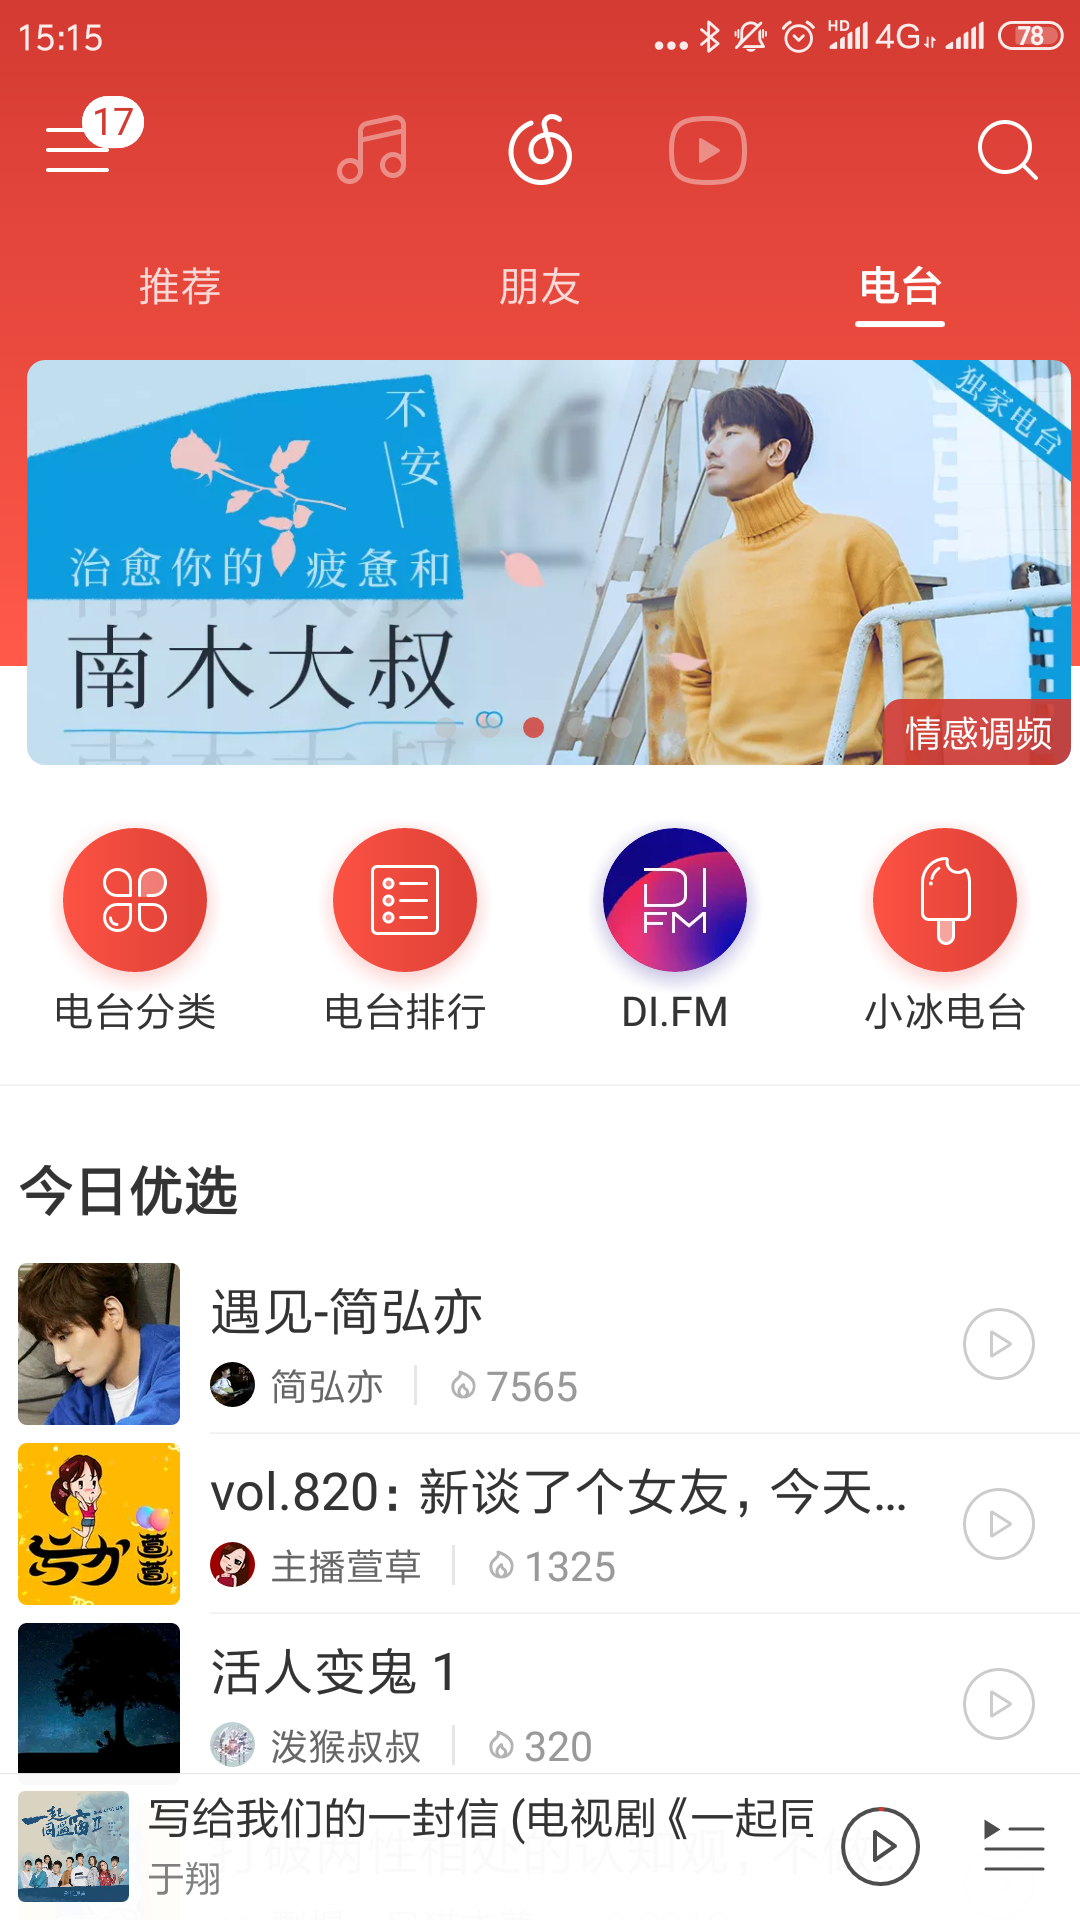 15:15
HD 4G 78
17
推荐 朋友 电台
独家电台
不安
治愈你的疲惫和
南木大叔
情感调频
DI FM
电台分类 电台排行 DI.FM 小冰电台
今日优选
遇见-简弘亦
简弘亦 7565
vol.820：新谈了个女友，今天...
萱萱
主播萱草 1325
活人变鬼 1
泼猴叔叔 320
写给我们的一封信 (电视剧《一起同
于翔